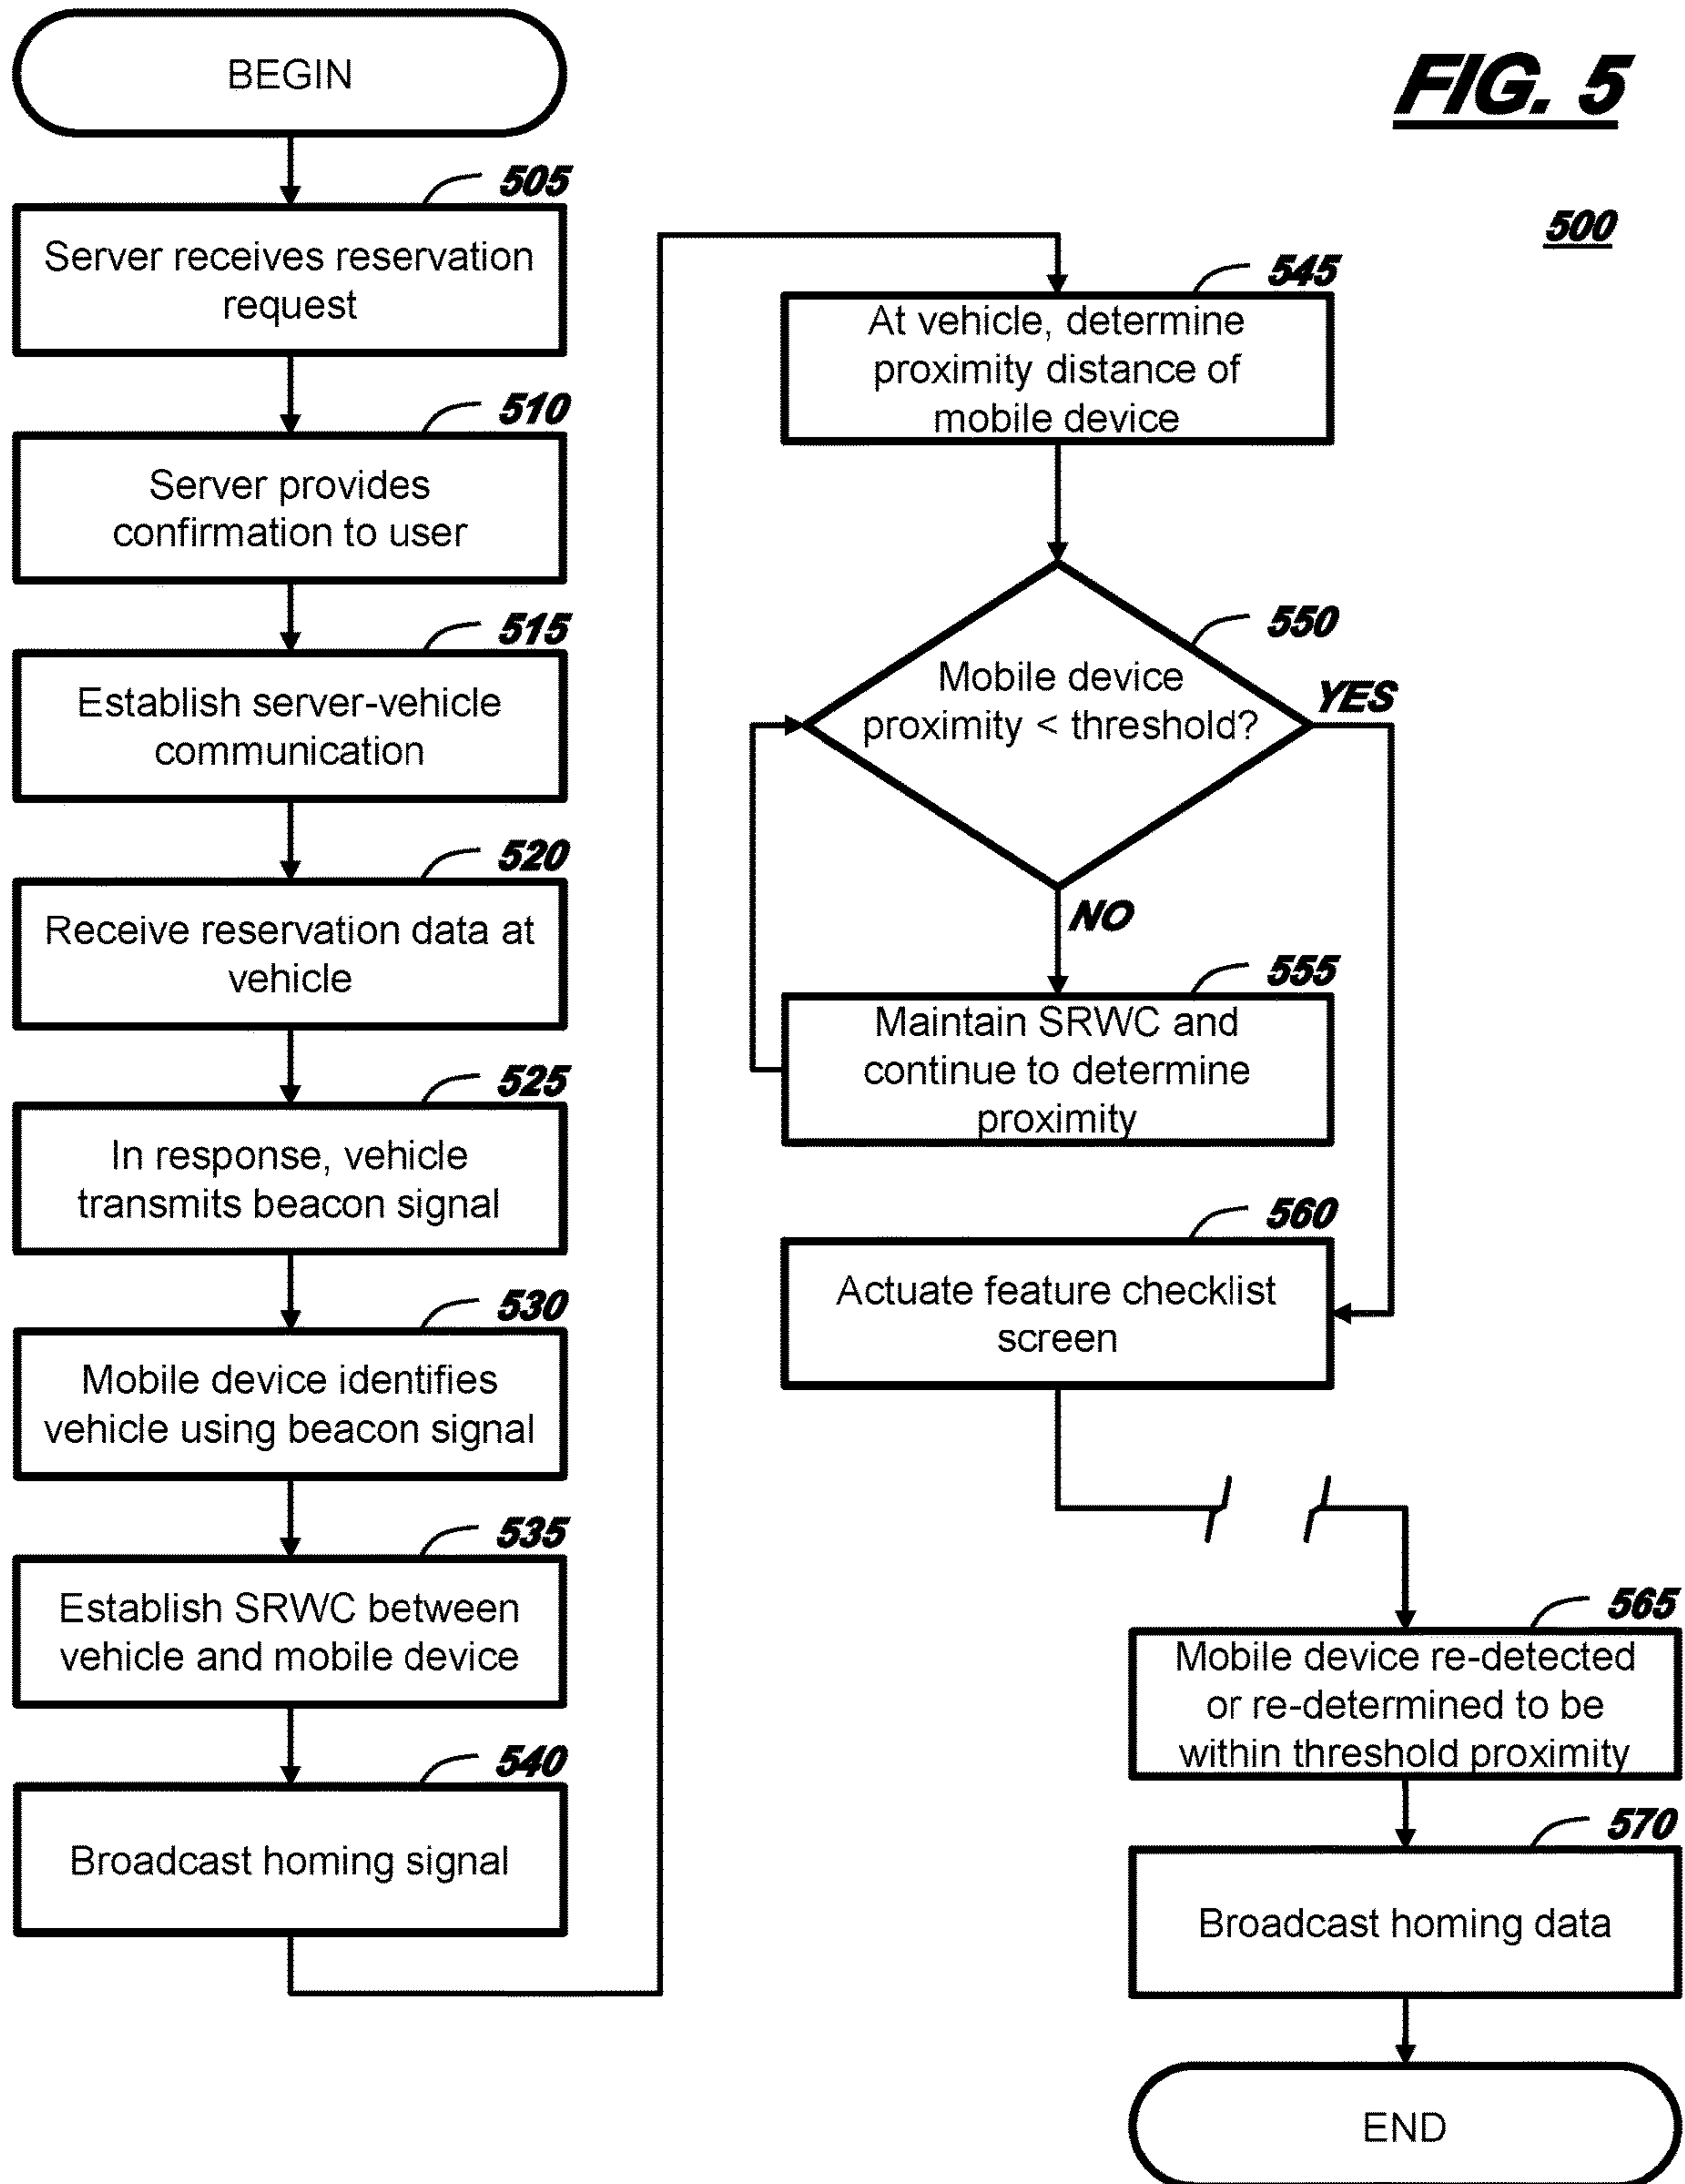 FIG. 5
500
BEGIN
505
Server receives reservation
request
510
Server provides
confirmation to user
515
Establish server-vehicle
communication
520
Receive reservation data at
vehicle
525
In response, vehicle
transmits beacon signal
530
Mobile device identifies
vehicle using beacon signal
535
Establish SRWC between
vehicle and mobile device
540
Broadcast homing signal
545
At vehicle, determine
proximity distance of
mobile device
550
Mobile device
proximity < threshold?
YES
NO
555
Maintain SRWC and
continue to determine
proximity
560
Actuate feature checklist
screen
565
Mobile device re-detected
or re-determined to be
within threshold proximity
570
Broadcast homing data
END